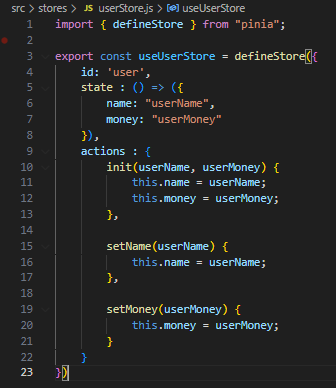 src > stores > JS userStore.js > useUserStore
1 import { defineStore } from "pinia";
2
3 export const useUserStore = defineStore({
4     id: 'user',
5     state : () => ({
6         name: "userName",
7         money: "userMoney"
8     }),
9     actions : {
10         init(userName, userMoney) {
11             this.name = userName;
12             this.money = userMoney;
13         },
14
15         setName(userName) {
16             this.name = userName;
17         },
18
19         setMoney(userMoney) {
20             this.money = userMoney;
21         }
22     }
23 })